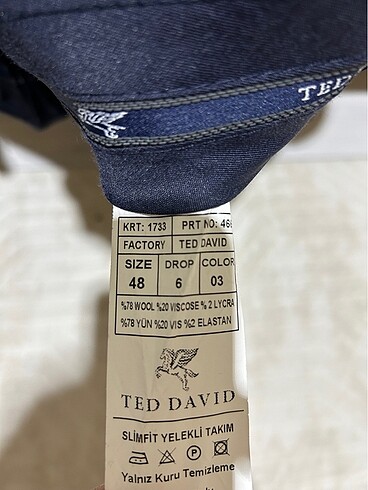 TED
KRT: 1733 PRT NO: 466
FACTORY TED DAVID
SIZE DROP COLOR
48 6 03
%78 WOOL %20 VISCOSE % 2 LYCRA
%78 YÜN %20 VIS %2 ELASTAN
TED DAVID
SLİMFİT YELEKLİ TAKIM
P
Yalnız Kuru Temizleme